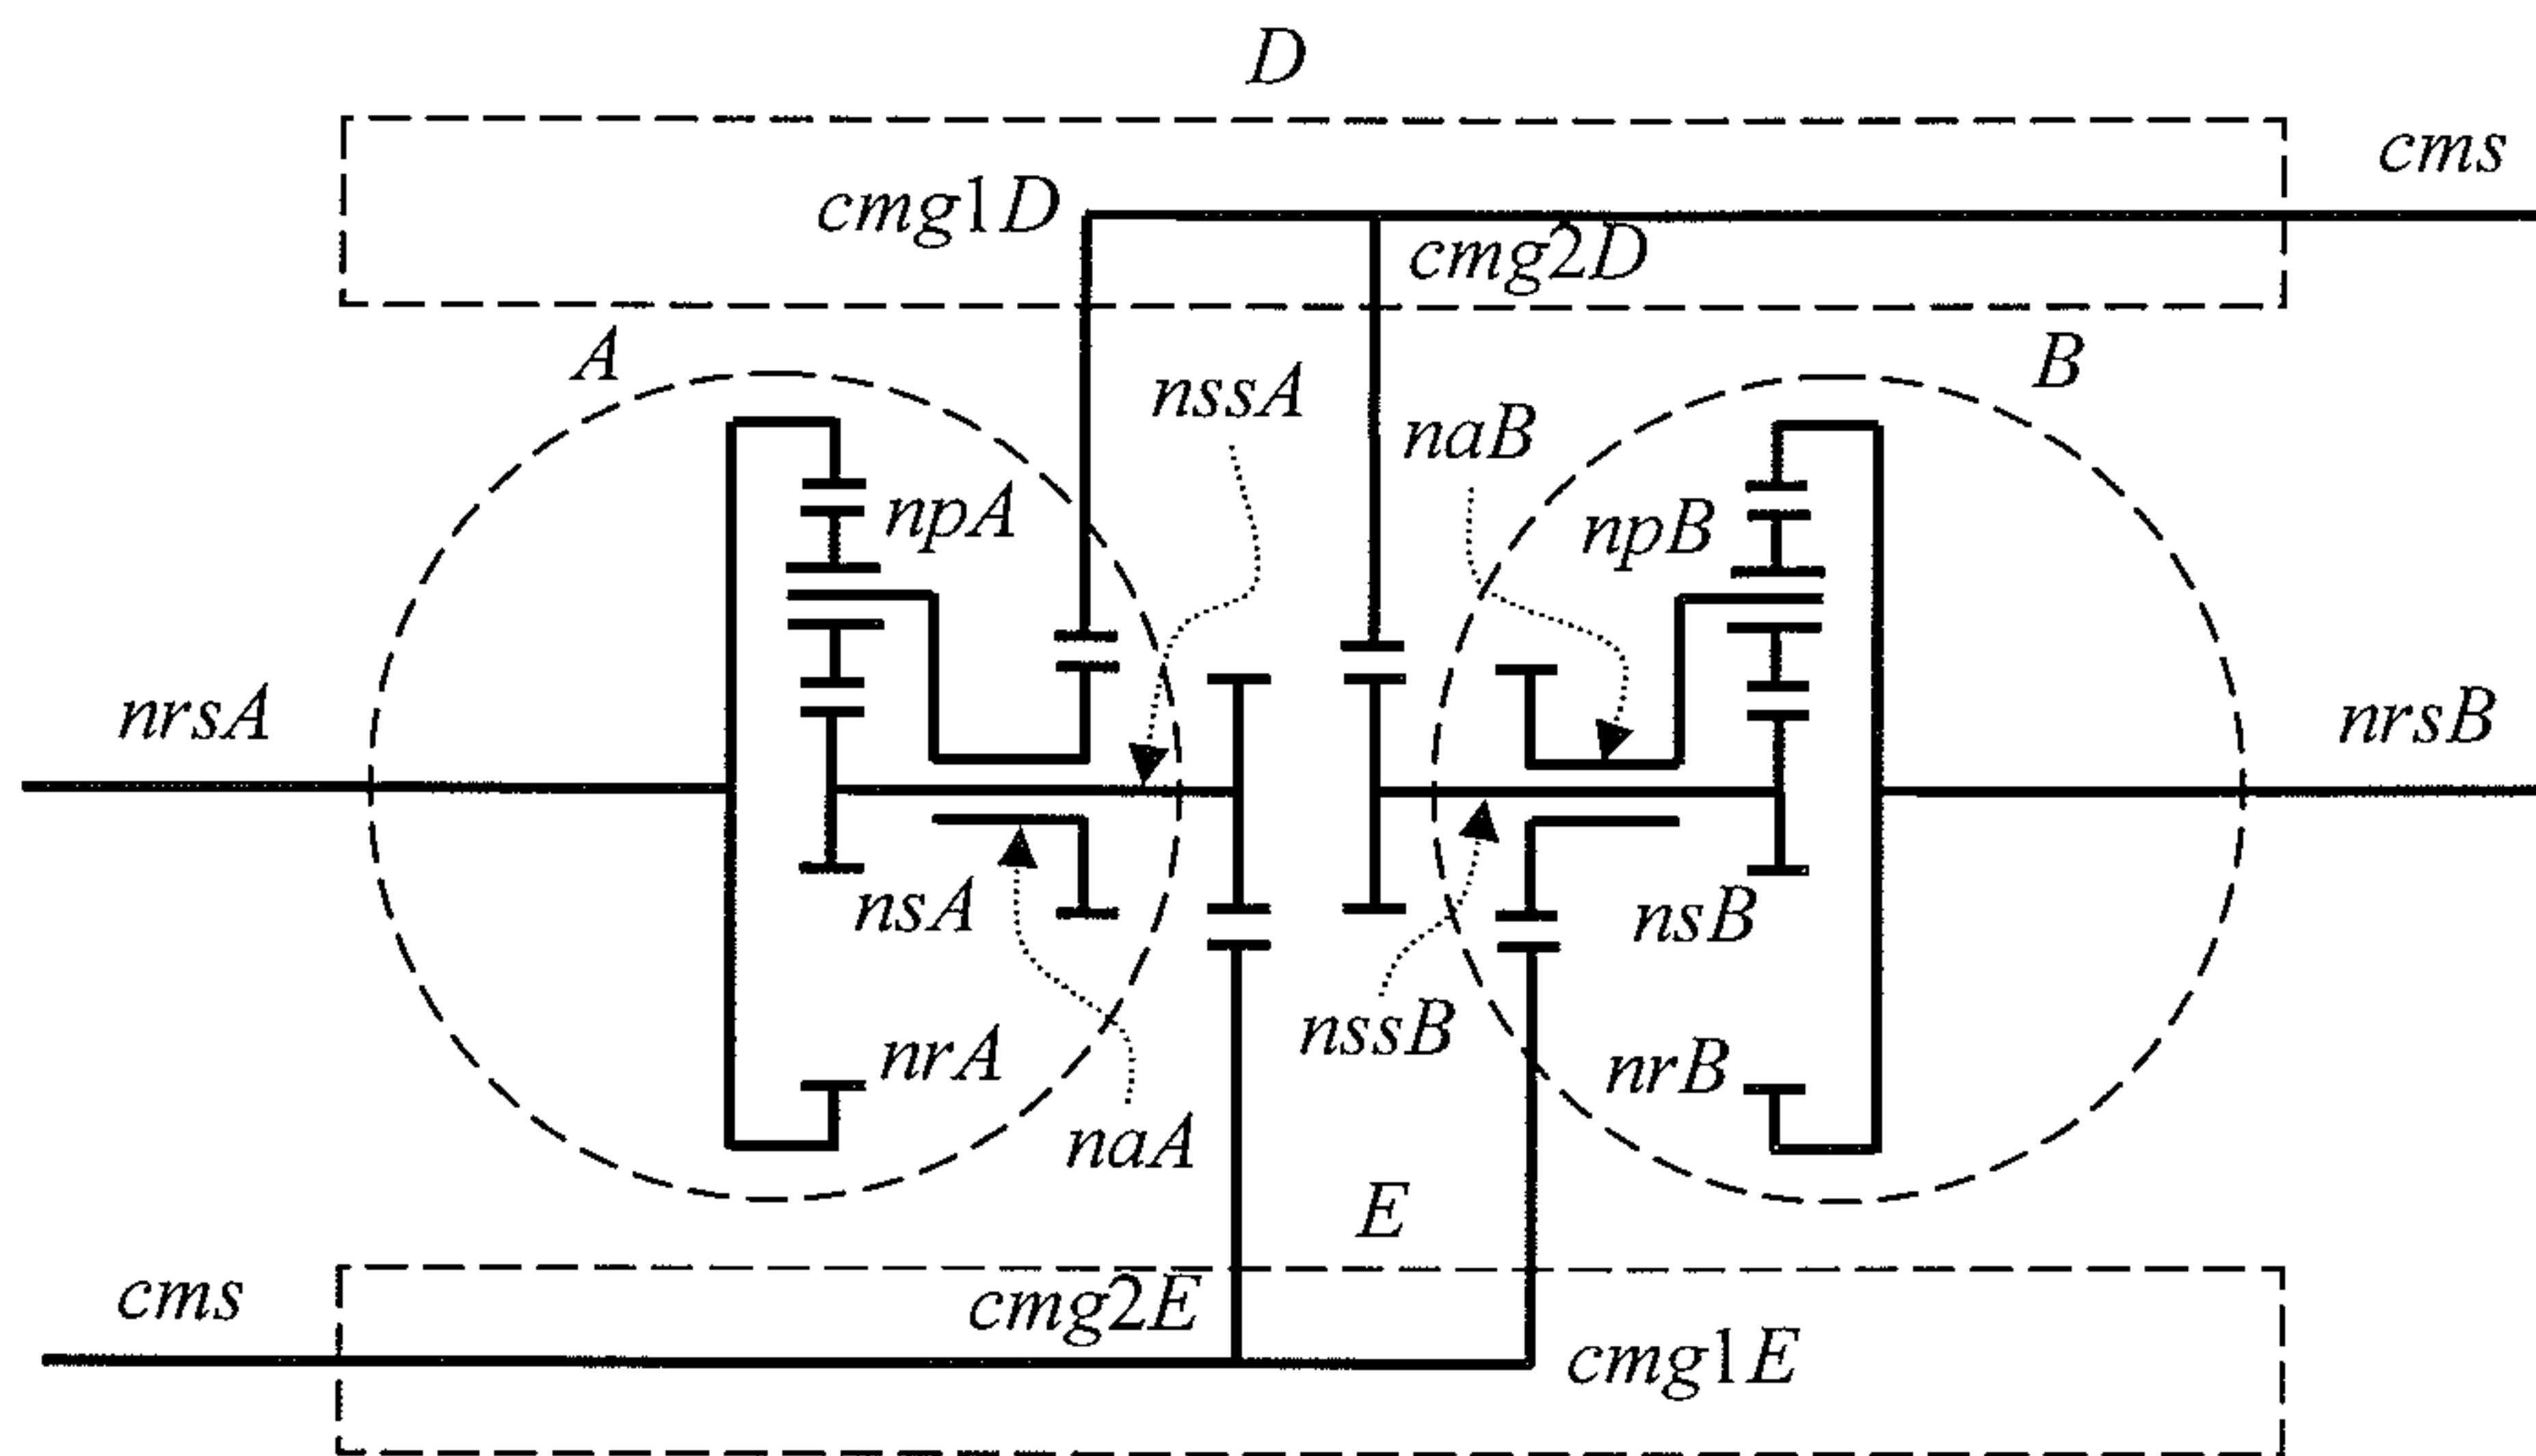 D
cms
cmg1D
cmg2D
A
B
nssA
naB
npA
npB
nrsA
nrsB
nsA
nsB
nssB
nrA
nrB
naA
E
cms
cmg2E
cmg1E